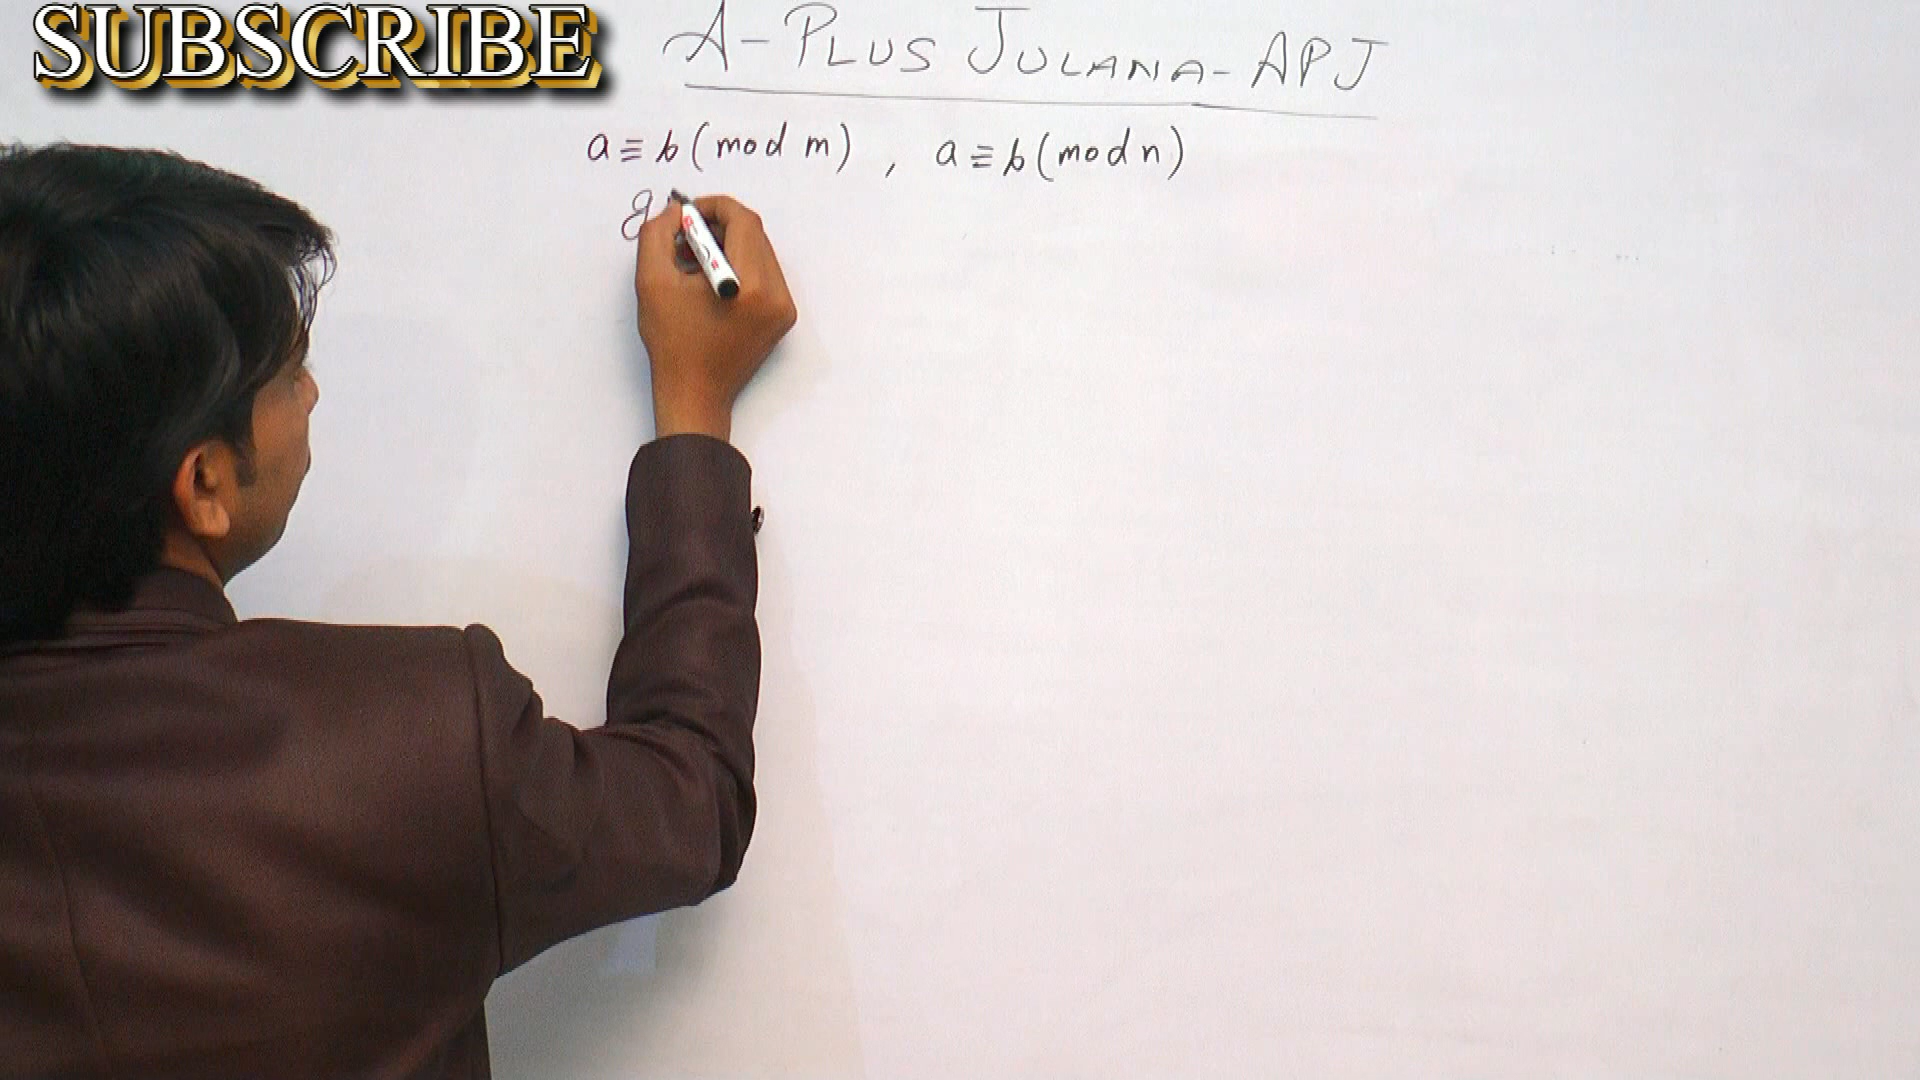 SUBSCRIBE
A-PLUS JULANA-APJ
a≡b(mod m) , a≡b(mod n)
g